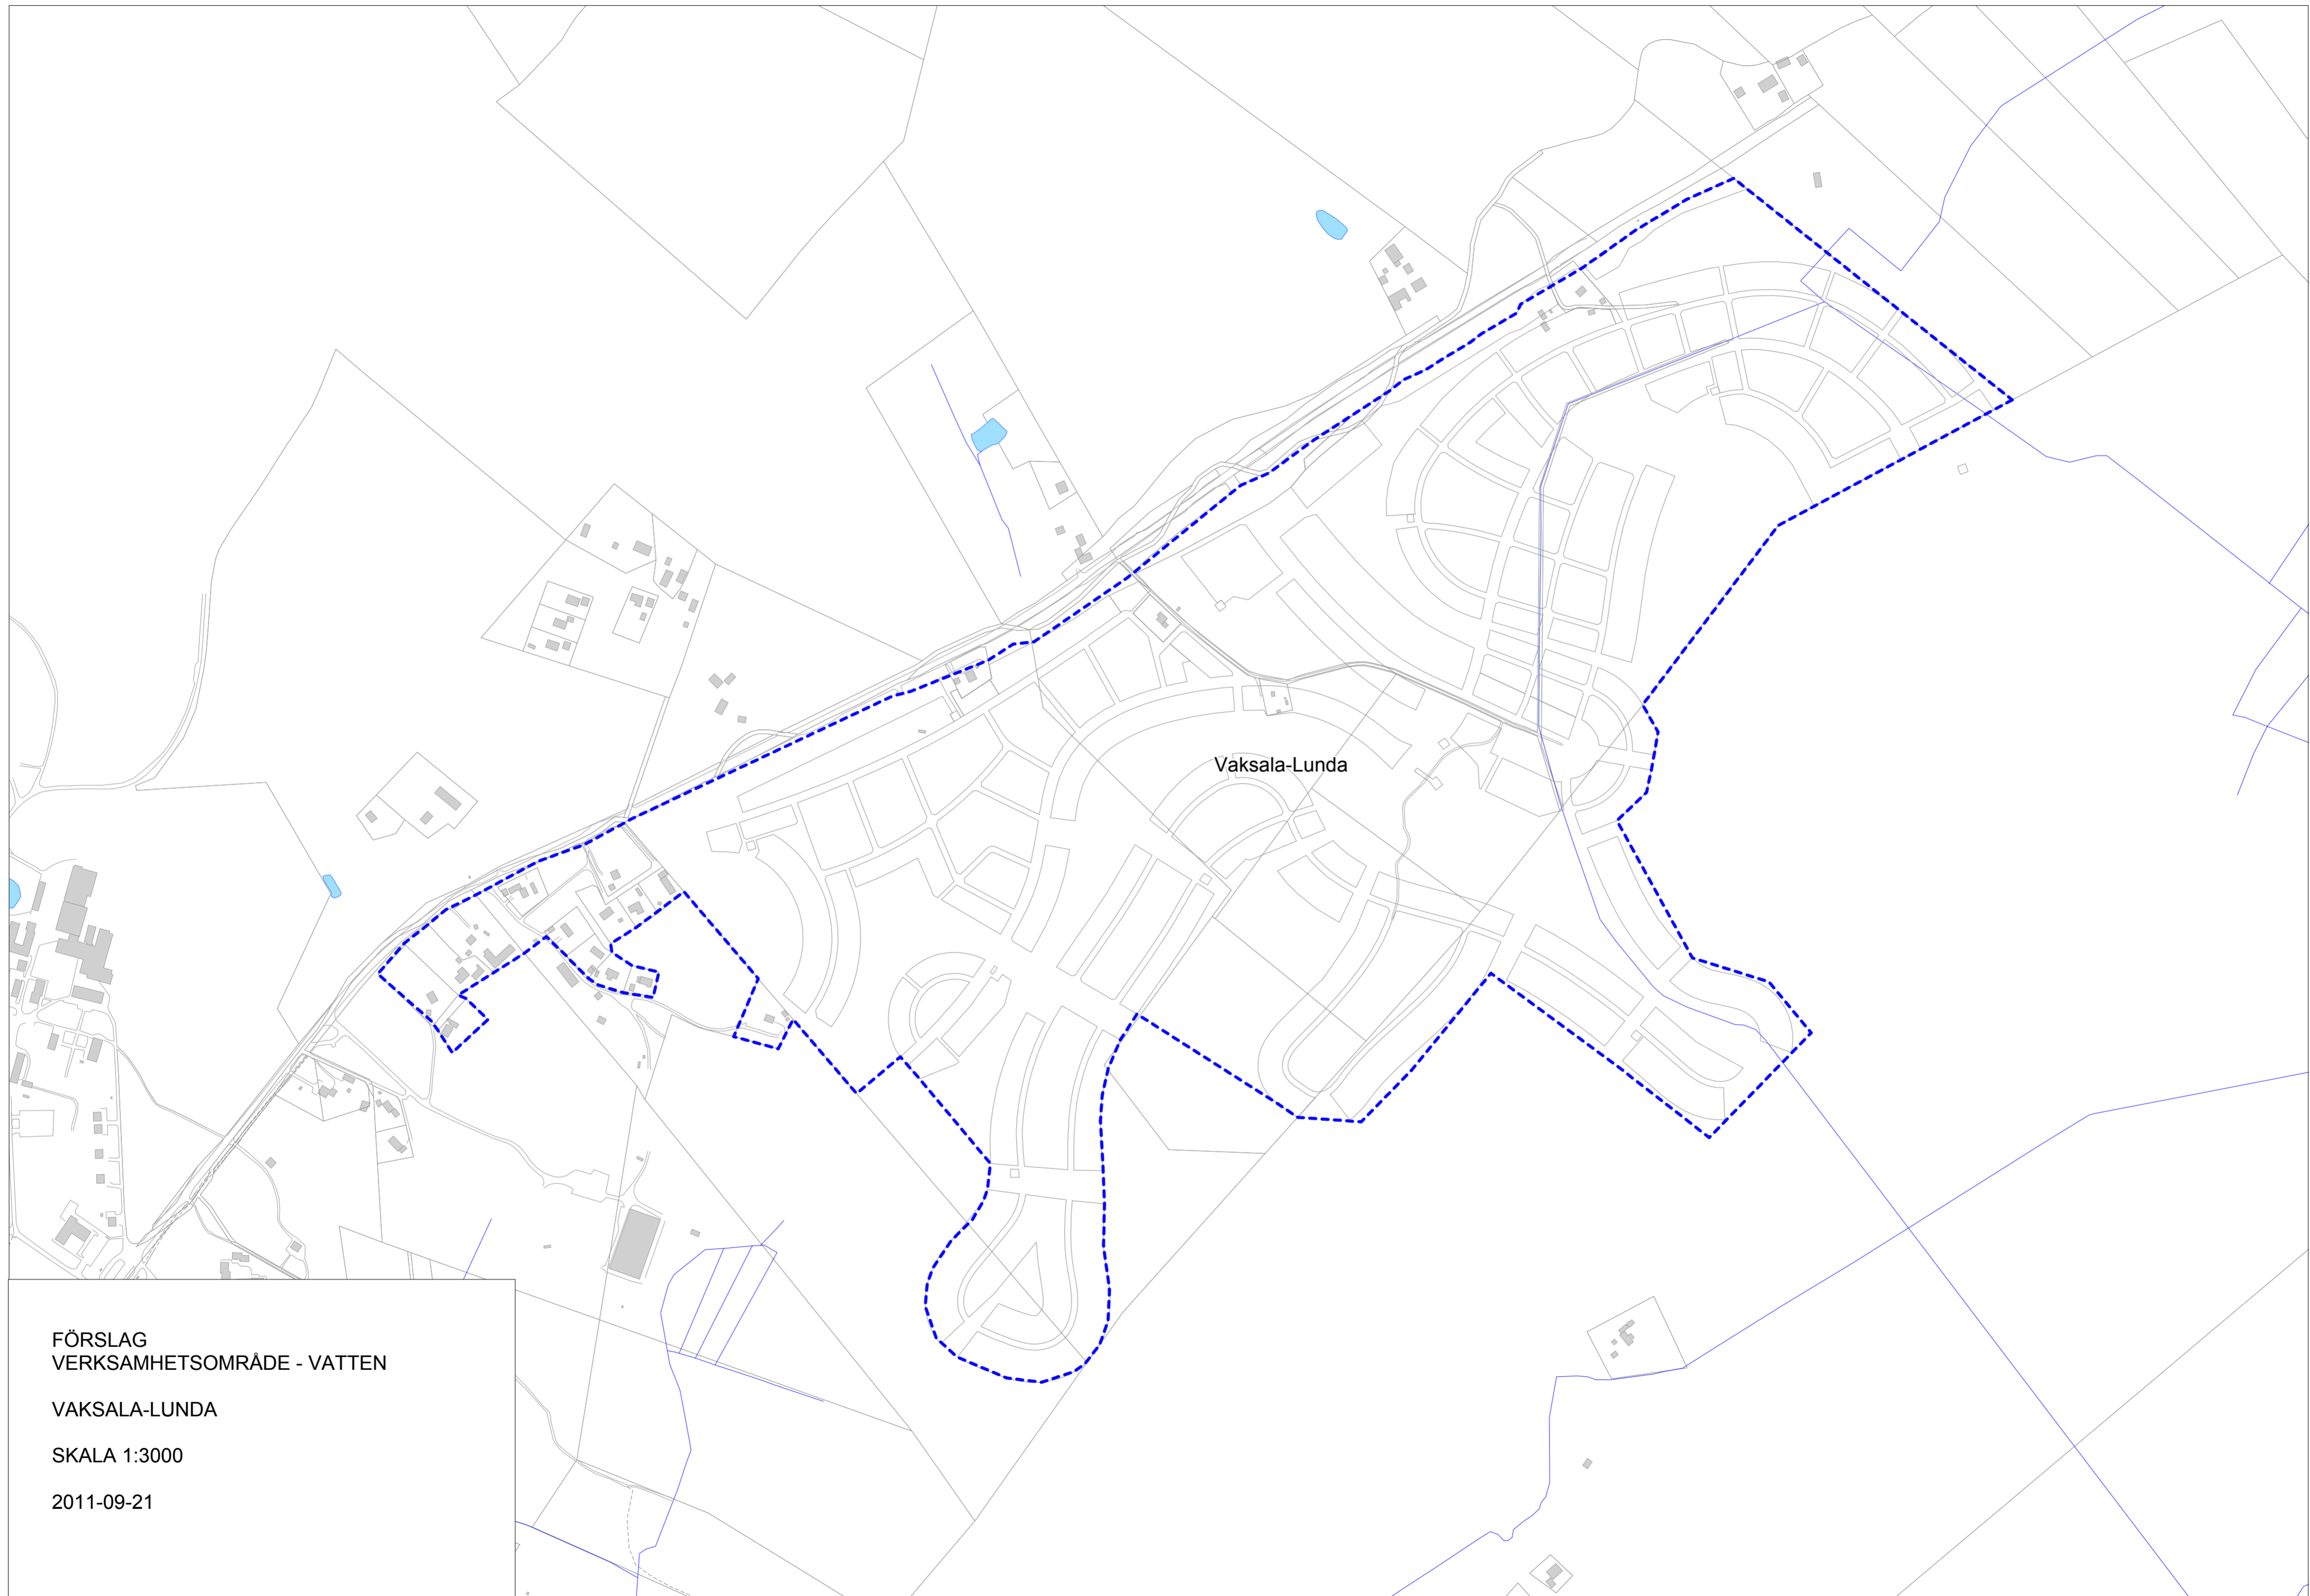 Vaksala-Lunda
FÖRSLAG
VERKSAMHETSOMRÅDE - VATTEN
VAKSALA-LUNDA
SKALA 1:3000
2011-09-21